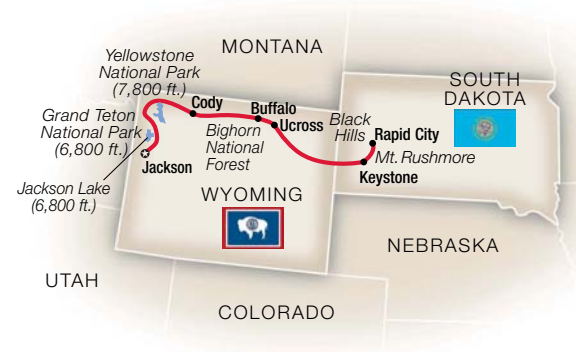 MONTANA
Yellowstone
National Park
(7,800 ft.)
SOUTH
DAKOTA
Cody
Buffalo
Ucross
Grand Teton
National Park
(6,800 ft.)
Bighorn
National
Forest
Black
Hills
Rapid City
Mt. Rushmore
Keystone
Jackson
Jackson Lake
(6,800 ft.)
WYOMING
NEBRASKA
UTAH
COLORADO